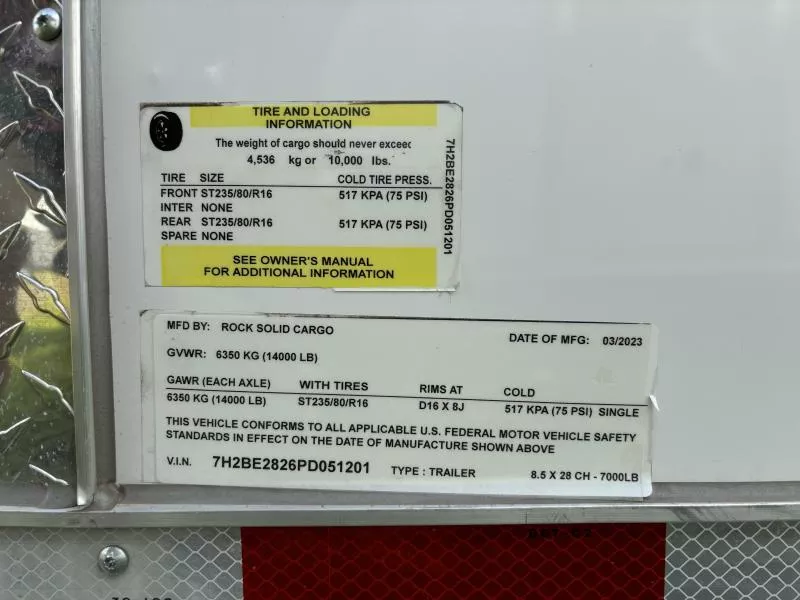 TIRE AND LOADING
INFORMATION
The weight of cargo should never exceed
4,536 kg or 10,000 lbs.
TIRE SIZE COLD TIRE PRESS.
FRONT ST235/80/R16 517 KPA (75 PSI)
INTER NONE
REAR ST235/80/R16 517 KPA (75 PSI)
SPARE NONE
SEE OWNER'S MANUAL
FOR ADDITIONAL INFORMATION
7H2BE2826PD051201
MFD BY: ROCK SOLID CARGO DATE OF MFG: 03/2023
GVWR: 6350 KG (14000 LB)
GAWR (EACH AXLE) WITH TIRES RIMS AT COLD
6350 KG (14000 LB) ST235/80/R16 D16 X 8J 517 KPA (75 PSI) SINGLE
THIS VEHICLE CONFORMS TO ALL APPLICABLE U.S. FEDERAL MOTOR VEHICLE SAFETY
STANDARDS IN EFFECT ON THE DATE OF MANUFACTURE SHOWN ABOVE
V.I.N. 7H2BE2826PD051201 TYPE : TRAILER 8.5 X 28 CH - 7000LB